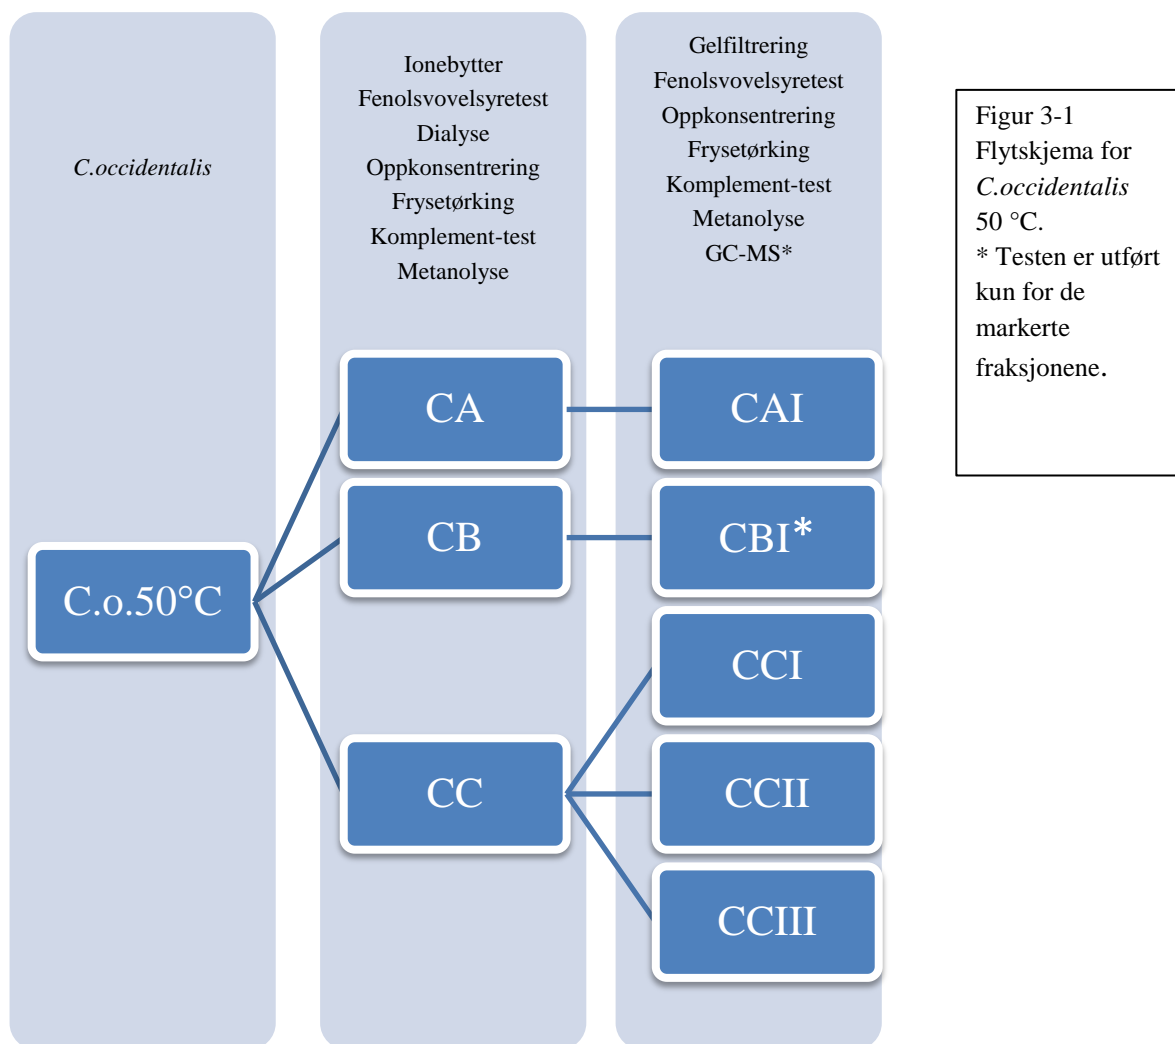 C.occidentalis
Ionebytter
Fenolsvovelsyretest
Dialyse
Oppkonsentrering
Frysetørking
Komplement-test
Metanolyse
Gelfiltrering
Fenolsvovelsyretest
Oppkonsentrering
Frysetørking
Komplement-test
Metanolyse
GC-MS*
Figur 3-1
Flytskjema for
C.occidentalis
50 °C.
* Testen er utført
kun for de
markerte
fraksjonene.
C.o.50°C
CA
CB
CC
CAI
CBI*
CCI
CCII
CCIII